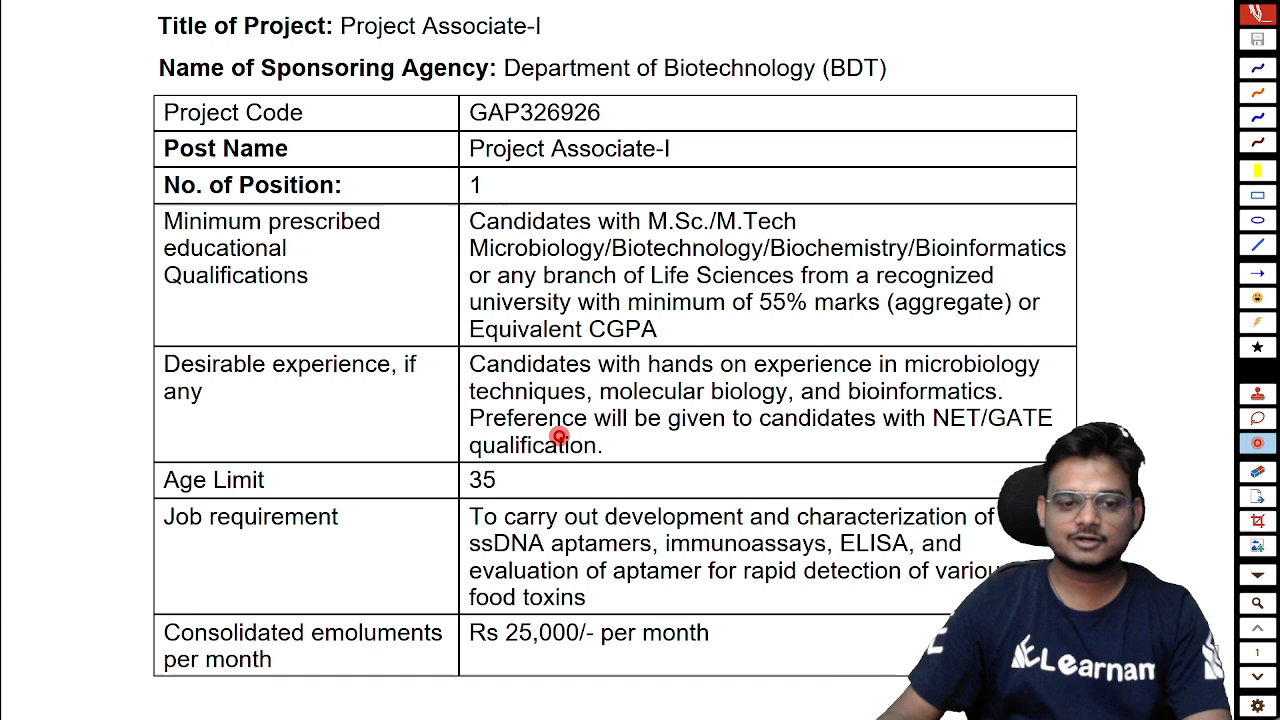 Title of Project: Project Associate-I
Name of Sponsoring Agency: Department of Biotechnology (BDT)
Project Code GAP326926
Post Name Project Associate-I
No. of Position: 1
Minimum prescribed educational Qualifications
Candidates with M.Sc./M.Tech
Microbiology/Biotechnology/Biochemistry/Bioinformatics
or any branch of Life Sciences from a recognized
university with minimum of 55% marks (aggregate) or
Equivalent CGPA
Desirable experience, if
any
Candidates with hands on experience in microbiology
techniques, molecular biology, and bioinformatics.
Preference will be given to candidates with NET/GATE
qualification.
Age Limit 35
Job requirement
To carry out development and characterization of
ssDNA aptamers, immunoassays, ELISA, and
evaluation of aptamer for rapid detection of
food toxins
Consolidated emoluments
per month
Rs 25,000/- per month
1